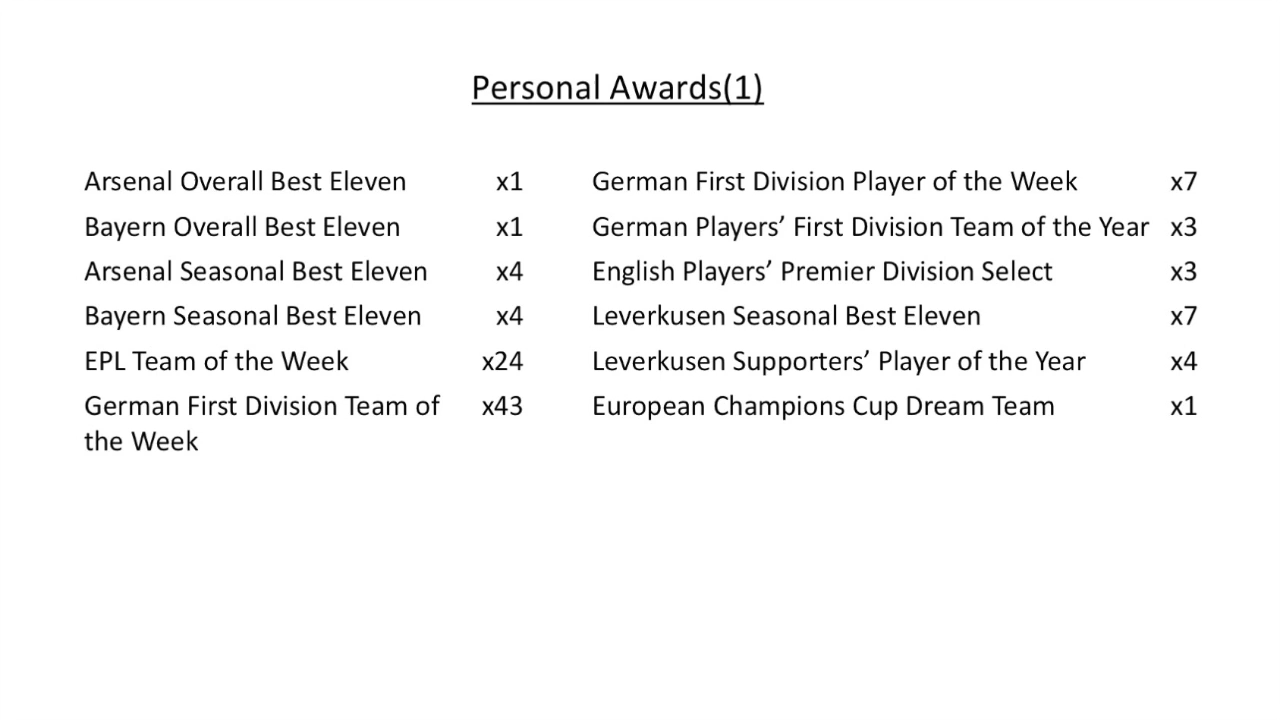 Personal Awards(1)
Arsenal Overall Best Eleven x1
Bayern Overall Best Eleven x1
Arsenal Seasonal Best Eleven x4
Bayern Seasonal Best Eleven x4
EPL Team of the Week x24
German First Division Team of x43
the Week
German First Division Player of the Week x7
German Players’ First Division Team of the Year x3
English Players’ Premier Division Select x3
Leverkusen Seasonal Best Eleven x7
Leverkusen Supporters’ Player of the Year x4
European Champions Cup Dream Team x1